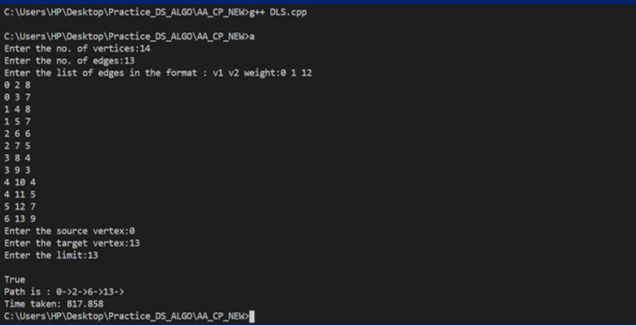 C:\Users\HP\Desktop\Practice_DS_ALGO\AA_CP_NEW>g++ DLS.cpp
C:\Users\HP\Desktop\Practice_DS_ALGO\AA_CP_NEW>a
Enter the no. of vertices:14
Enter the no. of edges:13
Enter the list of edges in the format : v1 v2 weight:0 1 12
0 2 8
0 3 7
1 4 8
1 5 7
2 6 6
2 7 5
3 8 4
3 9 3
4 10 4
4 11 5
5 12 7
6 13 9
Enter the source vertex:0
Enter the target vertex:13
Enter the limit:13
True
Path is : 0->2->6->13->
Time taken: 817.858
C:\Users\HP\Desktop\Practice_DS_ALGO\AA_CP_NEW>